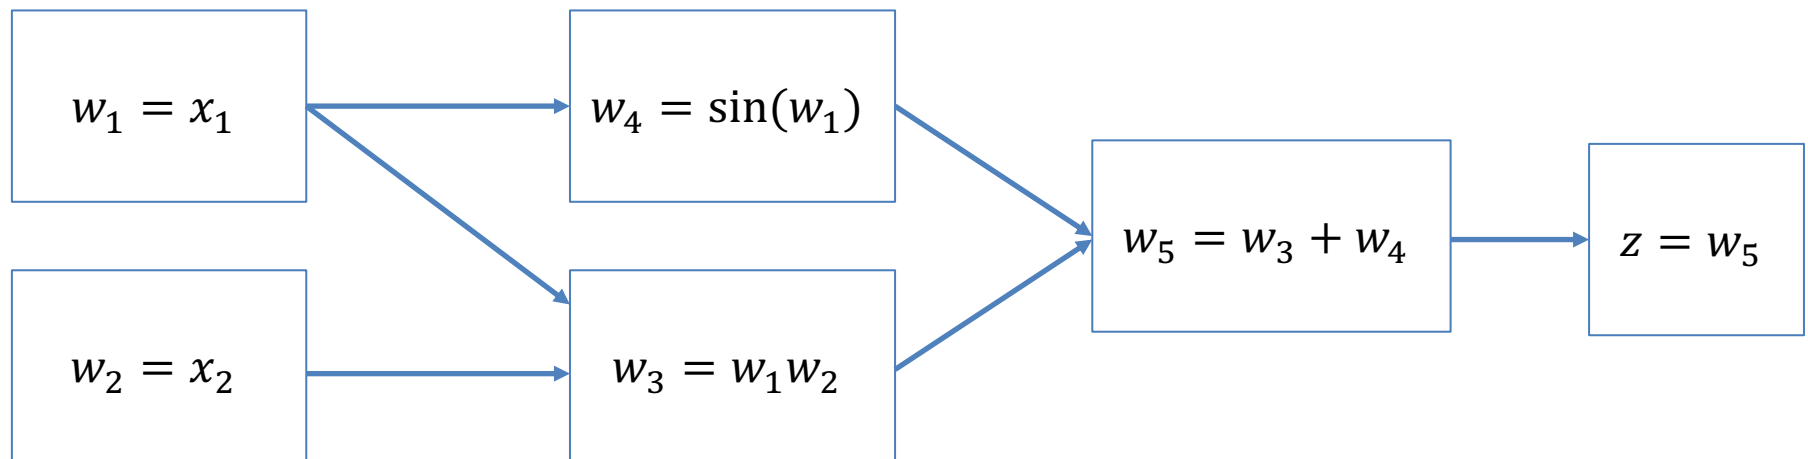 w₁ = x₁
w₄ = sin(w₁)
w₅ = w₃ + w₄
z = w₅
w₂ = x₂
w₃ = w₁w₂